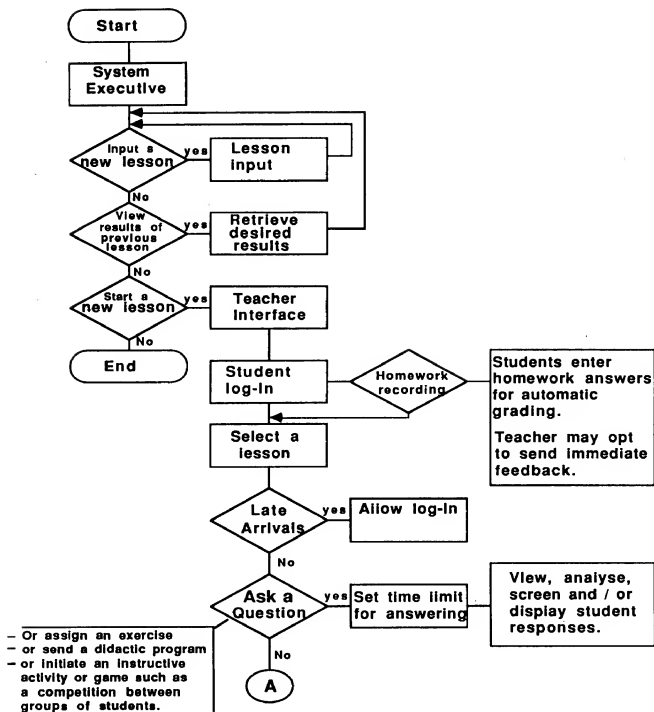 Start
System
Executive
Input a
new lesson
yes
Lesson
input
No
View
results of
previous
lesson
yes
Retrieve
desired
results
No
Start a
new lesson
yes
Teacher
Interface
No
End
Student
log-In
Homework
recording
Students enter
homework answers
for automatic
grading.
Teacher may opt
to send immediate
feedback.
Select a
lesson
Late
Arrivals
yes
Allow log-In
No
Ask a
Question
yes
Set time limit
for answering
View, analyse,
screen and / or
display student
responses.
– Or assign an exercise
– or send a didactic program
– or initiate an instructive
activity or game such as
a competition between
groups of students.
No
A